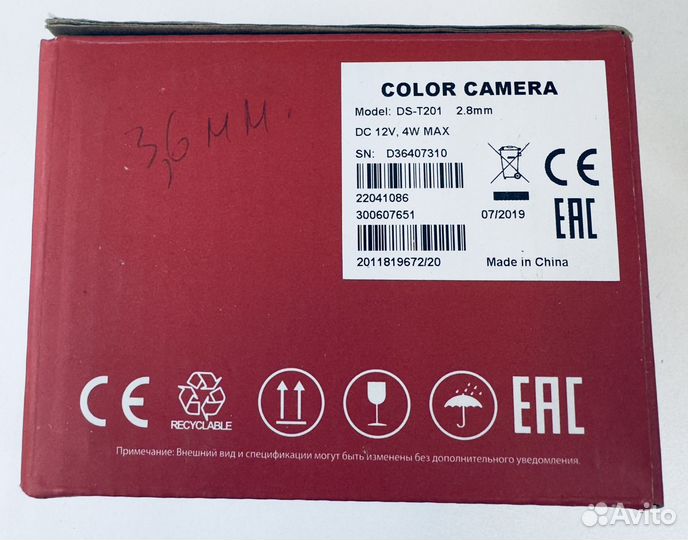 COLOR CAMERA
Model: DS-T201 2.8mm
DC 12V, 4W MAX
SN: D36407310
22041086
300607651 07/2019
2011819672/20 Made in China
CE
EAC
3,6 мм.
CE
RECYCLABLE
EAC
Примечание: Внешний вид и спецификации могут быть изменены без дополнительного уведомления.
Avito